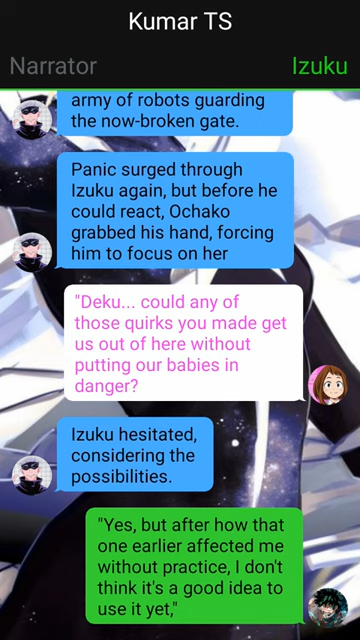 Kumar TS
Narrator
Izuku
army of robots guarding
the now-broken gate.
Panic surged through
Izuku again, but before he
could react, Ochako
grabbed his hand, forcing
him to focus on her
"Deku... could any of
those quirks you made get
us out of here without
putting our babies in
danger?
Izuku hesitated,
considering the
possibilities.
"Yes, but after how that
one earlier affected me
without practice, I don't
think it's a good idea to
use it yet,"